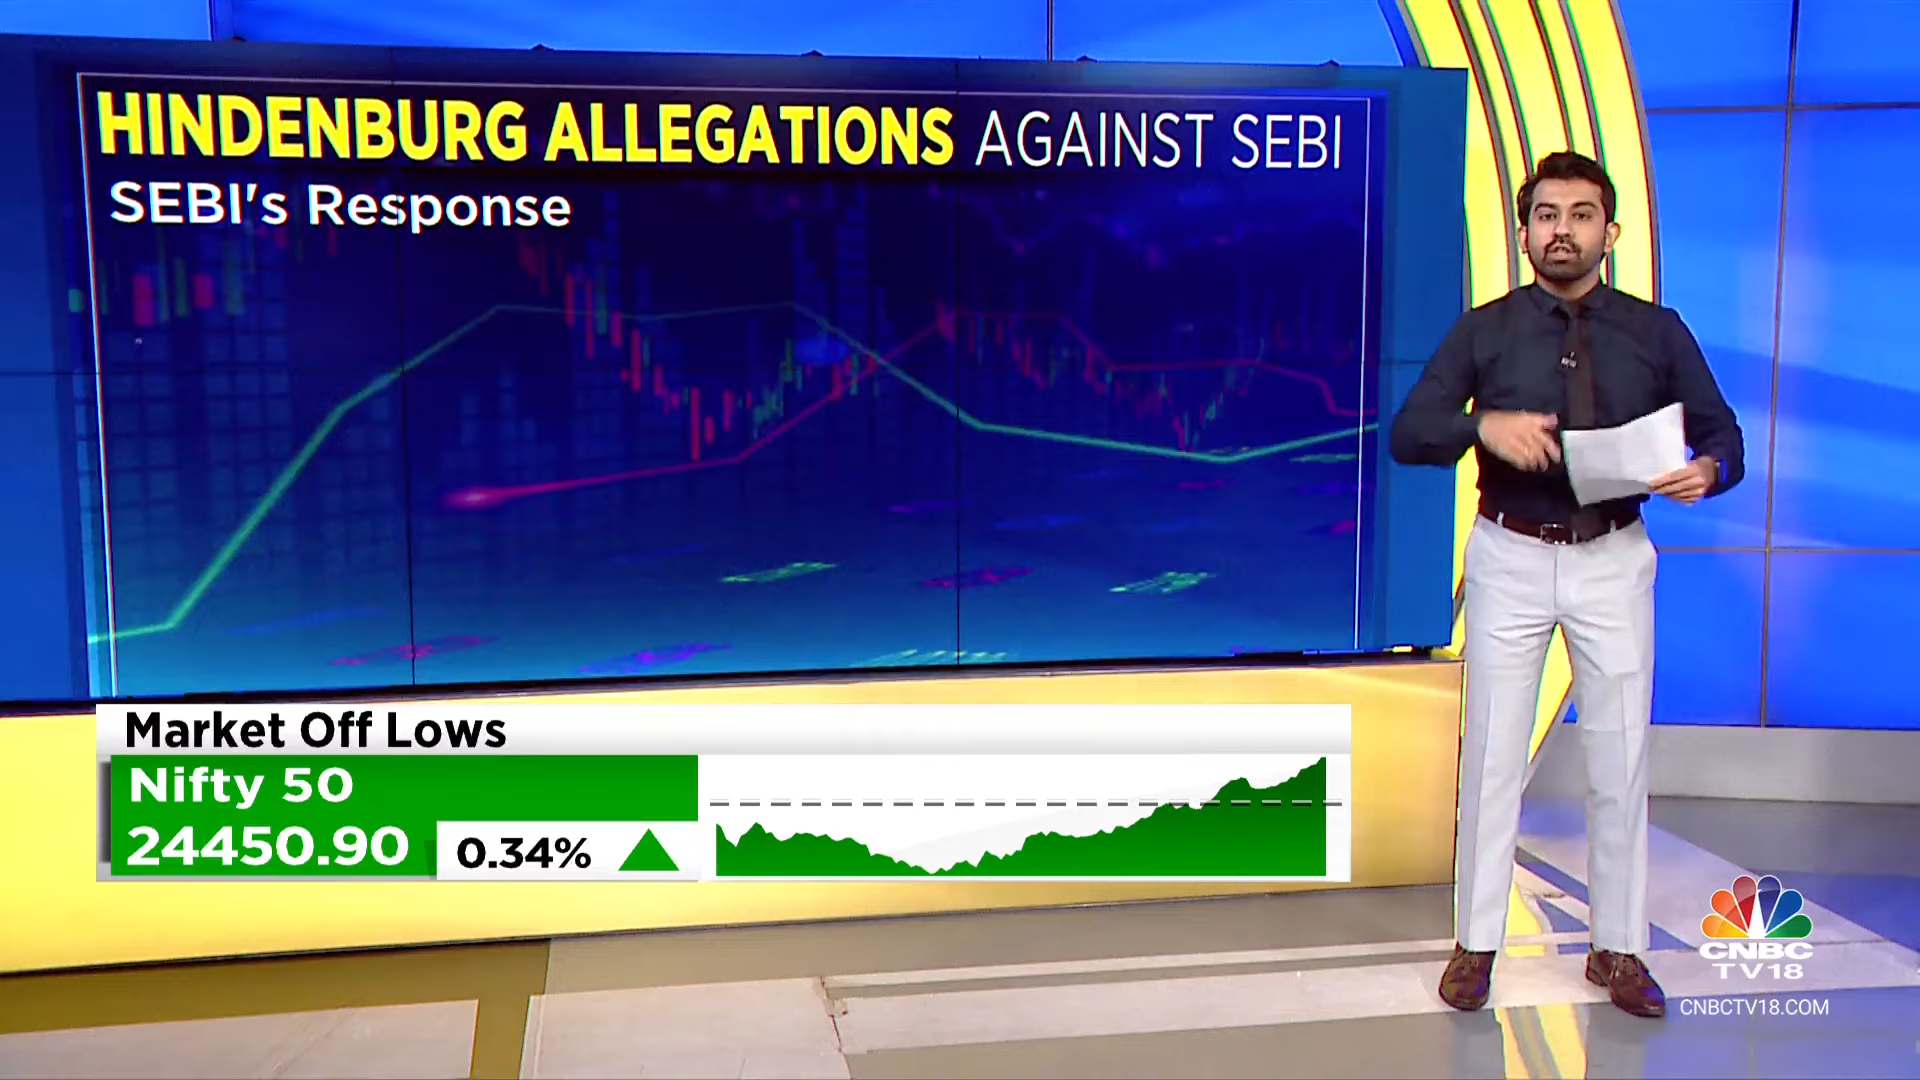 HINDENBURG ALLEGATIONS AGAINST SEBI
SEBI's Response
Market Off Lows
Nifty 50
24450.90
0.34%
CNBC
TV18
CNBCTV18.COM